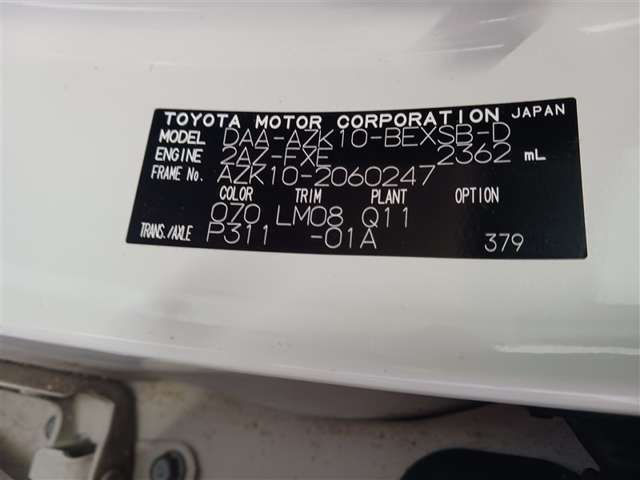 TOYOTA MOTOR CORPORATION JAPAN
MODEL DAA-AZK10-BEXSB-D
ENGINE 2AZ-FXE 2362 mL
FRAME No. AZK10-2060247
COLOR TRIM PLANT OPTION
070 LM08 Q11
TRANS./AXLE P311 -01A 379